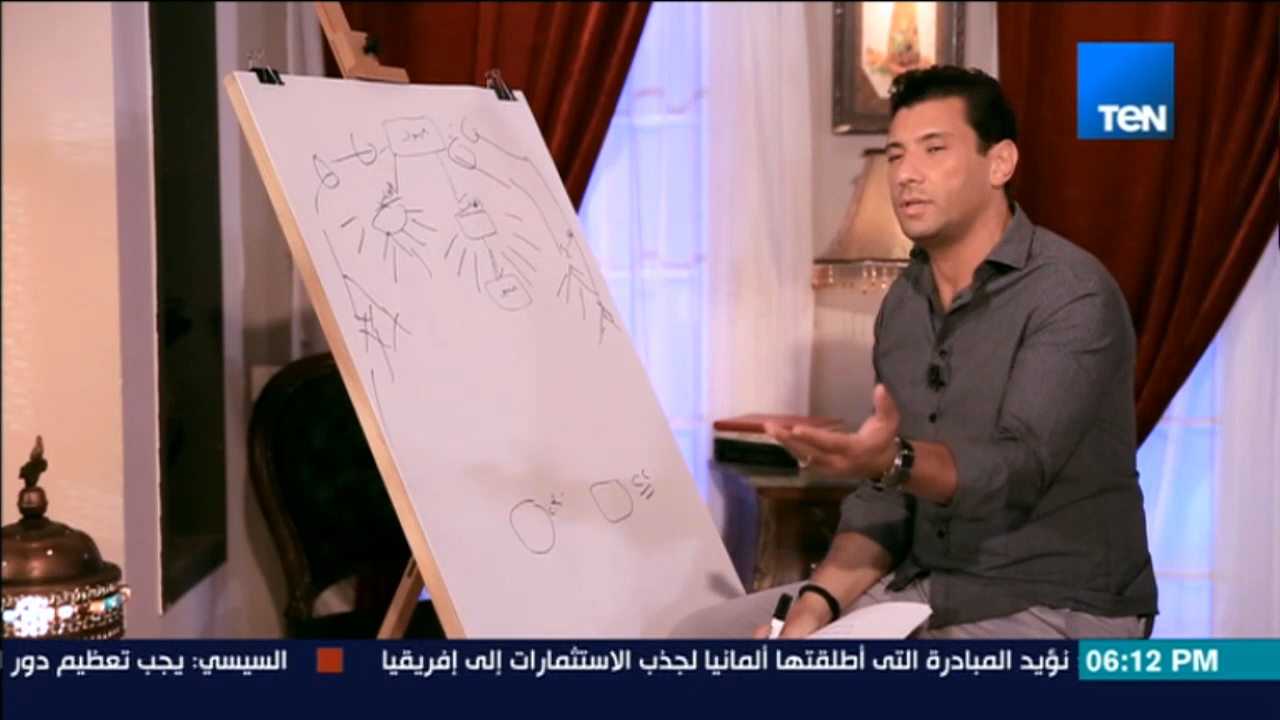 TEN
نؤيد المبادرة التى أطلقتها ألمانيا لجذب الاستثمارات إلى إفريقيا
السيسي: يجب تعظيم دور
06:12 PM